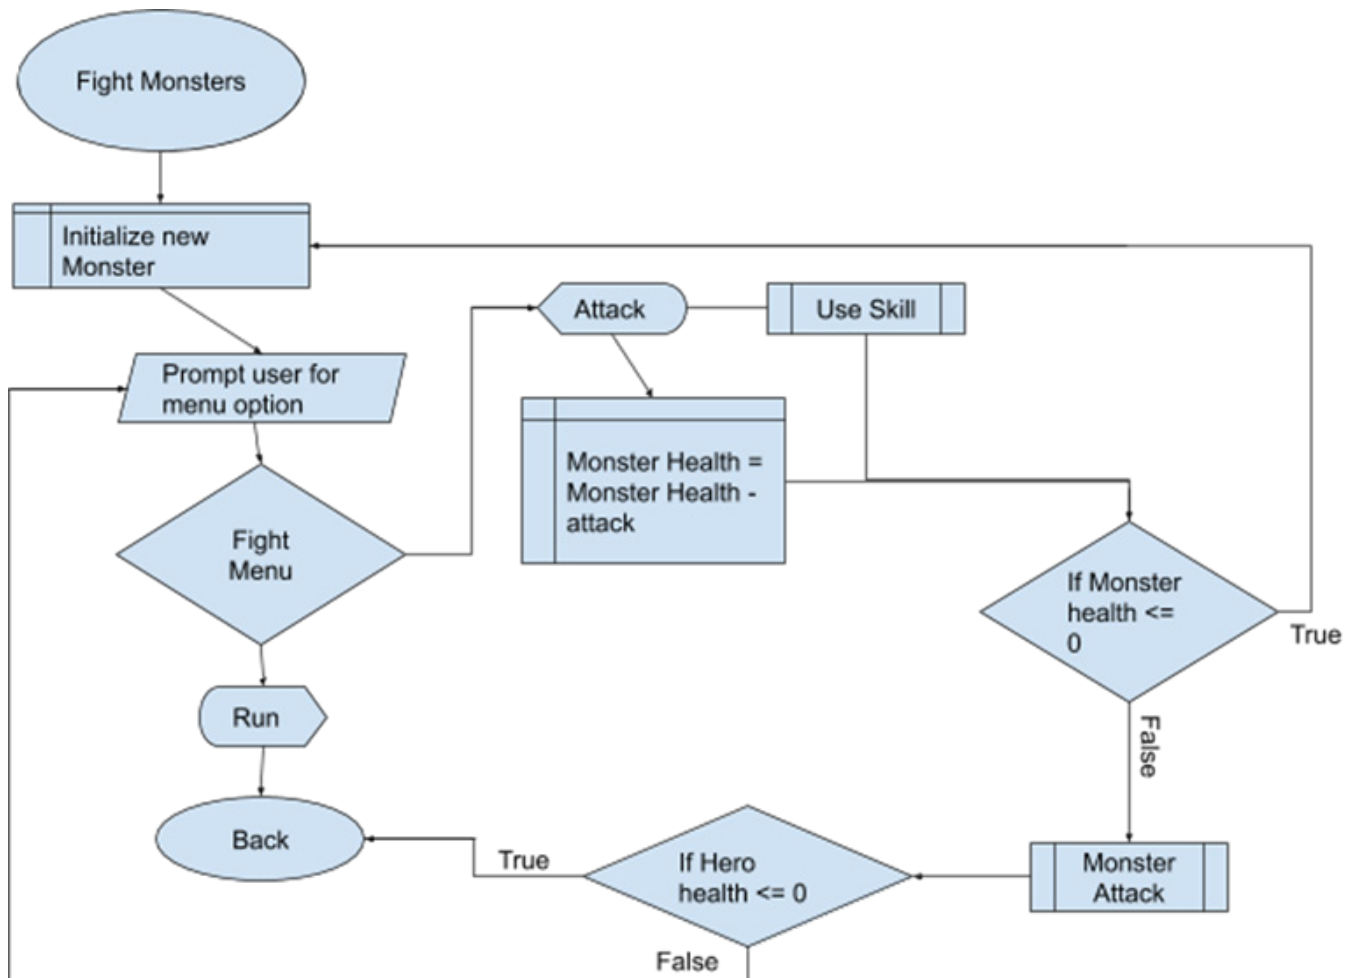 Fight Monsters
Initialize new
Monster
Prompt user for
menu option
Fight
Menu
Run
Back
Attack
Use Skill
Monster Health =
Monster Health -
attack
If Monster
health <=
0
True
False
Monster
Attack
If Hero
health <= 0
True
False